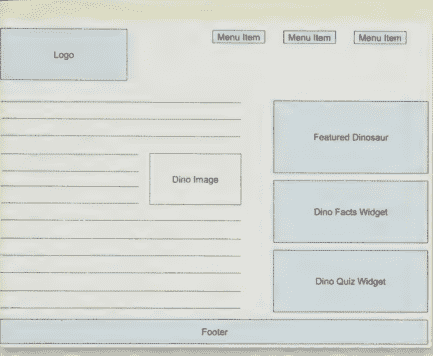 Logo
Menu Item
Menu Item
Menu Item
Featured Dinosaur
Dino Image
Dino Facts Widget
Dino Quiz Widget
Footer